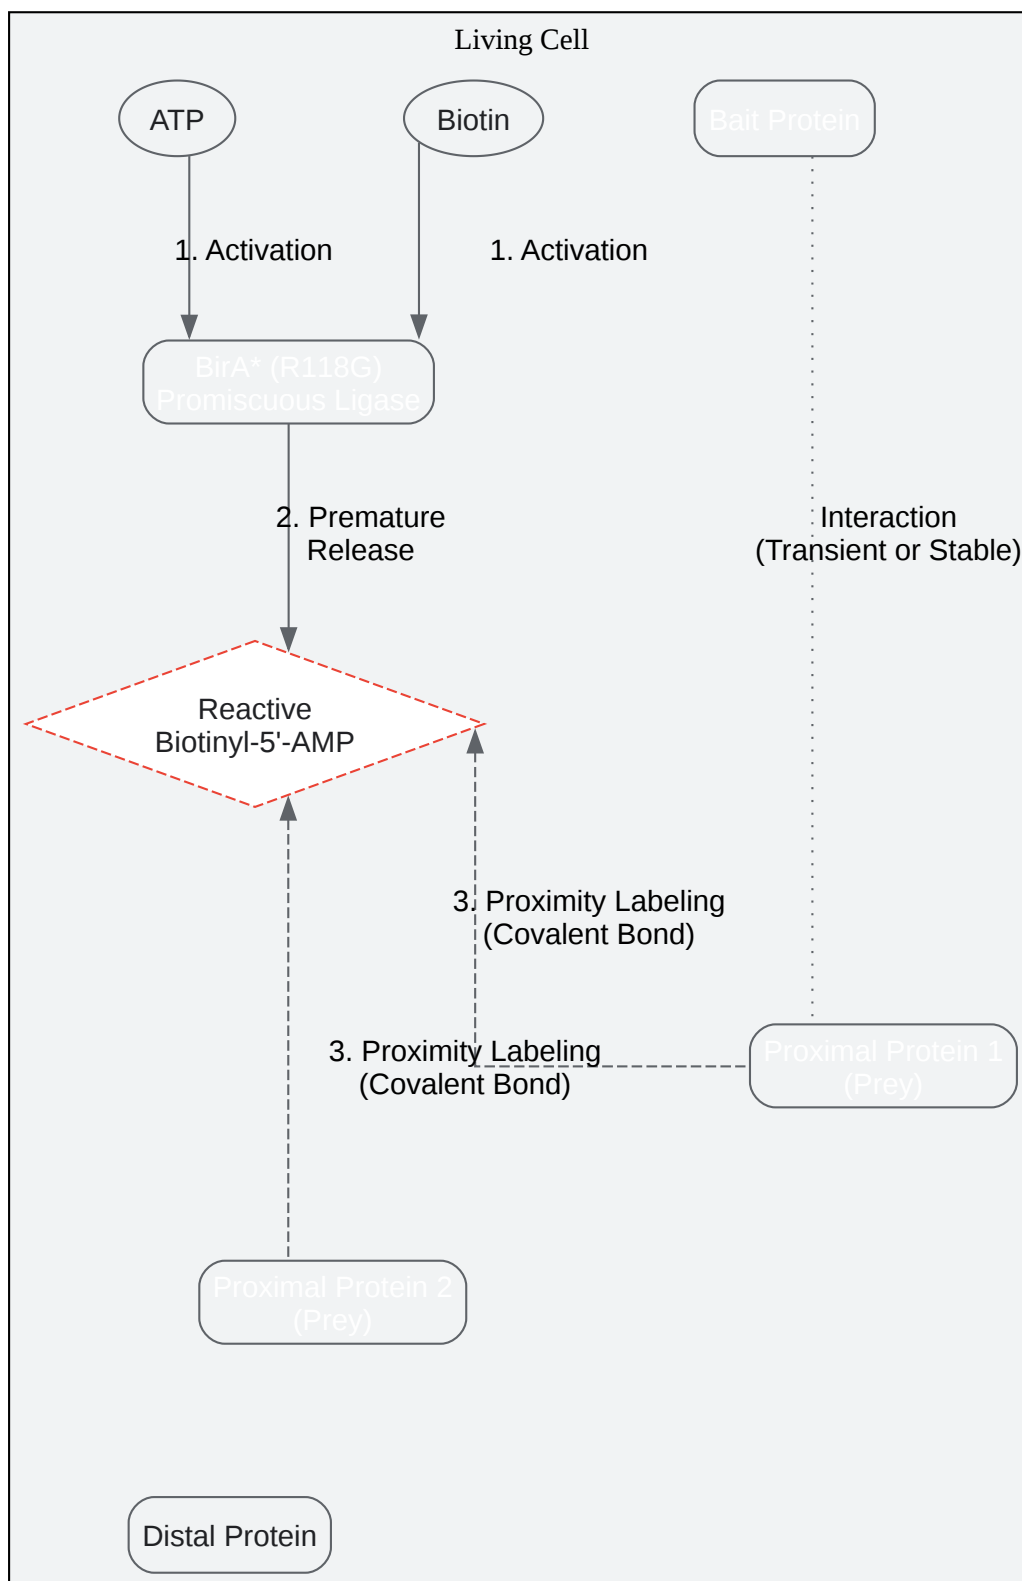 Living Cell
ATP
Biotin
Bait Protein
1. Activation
1. Activation
BirA* (R118G)
Promiscuous Ligase
2. Premature
Release
Interaction
(Transient or Stable)
Reactive
Biotinyl-5'-AMP
3. Proximity Labeling
(Covalent Bond)
3. Proximity Labeling
(Covalent Bond)
Proximal Protein 1
(Prey)
Proximal Protein 2
(Prey)
Distal Protein